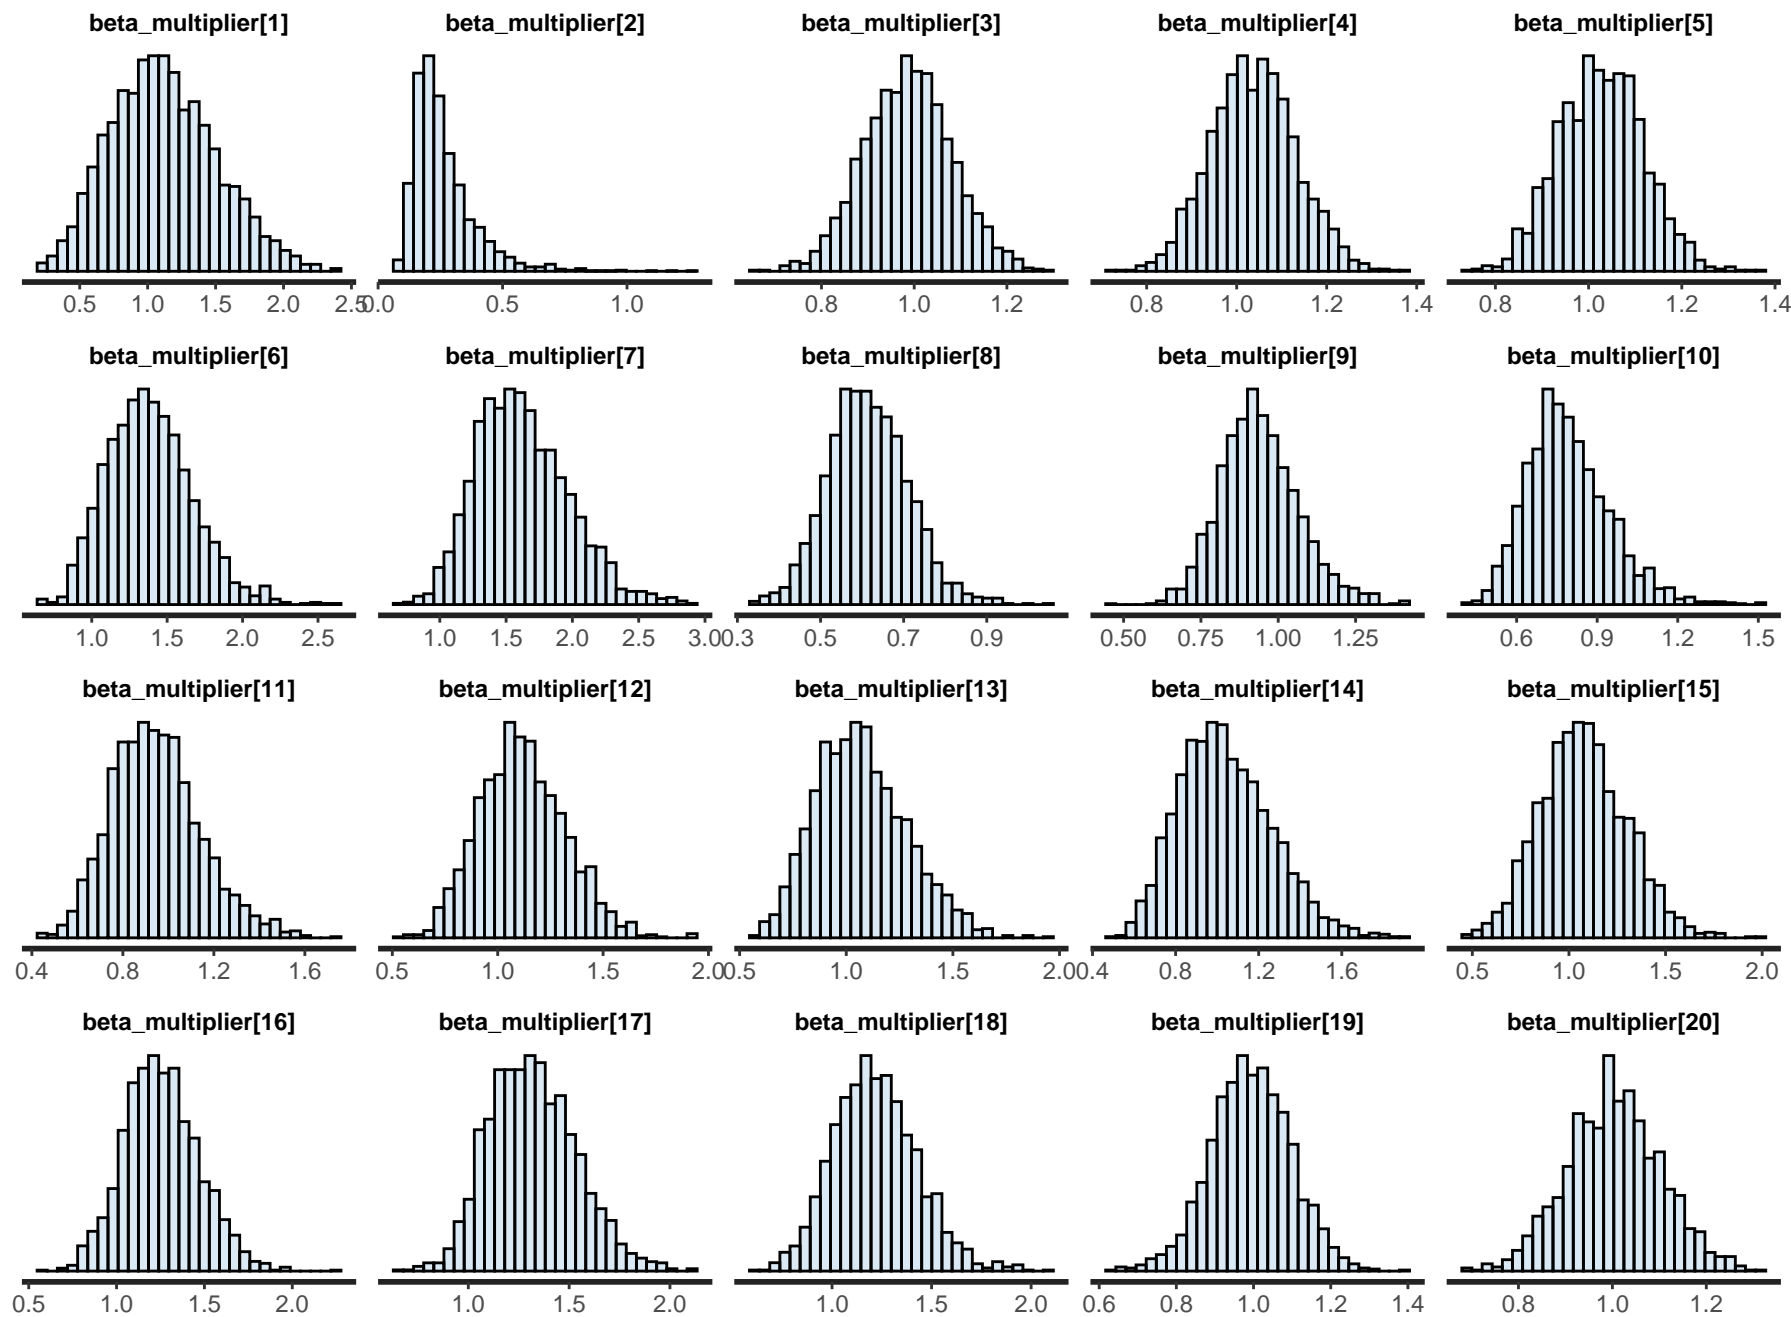 beta_multiplier[1] beta_multiplier[2] beta_multiplier[3] beta_multiplier[4] beta_multiplier[5]
0.5 1.0 1.5 2.0 2.5 0.0 0.5 1.0 0.8 1.0 1.2 0.8 1.0 1.2 1.4 0.8 1.0 1.2 1.4
beta_multiplier[6] beta_multiplier[7] beta_multiplier[8] beta_multiplier[9] beta_multiplier[10]
1.0 1.5 2.0 2.5 1.0 1.5 2.0 2.5 3.0 0.3 0.5 0.7 0.9 0.50 0.75 1.00 1.25 0.6 0.9 1.2 1.5
beta_multiplier[11] beta_multiplier[12] beta_multiplier[13] beta_multiplier[14] beta_multiplier[15]
0.4 0.8 1.2 1.6 0.5 1.0 1.5 2.0 0.5 1.0 1.5 2.0 0.4 0.8 1.2 1.6 0.5 1.0 1.5 2.0
beta_multiplier[16] beta_multiplier[17] beta_multiplier[18] beta_multiplier[19] beta_multiplier[20]
0.5 1.0 1.5 2.0 1.0 1.5 2.0 1.0 1.5 2.0 0.6 0.8 1.0 1.2 1.4 0.8 1.0 1.2